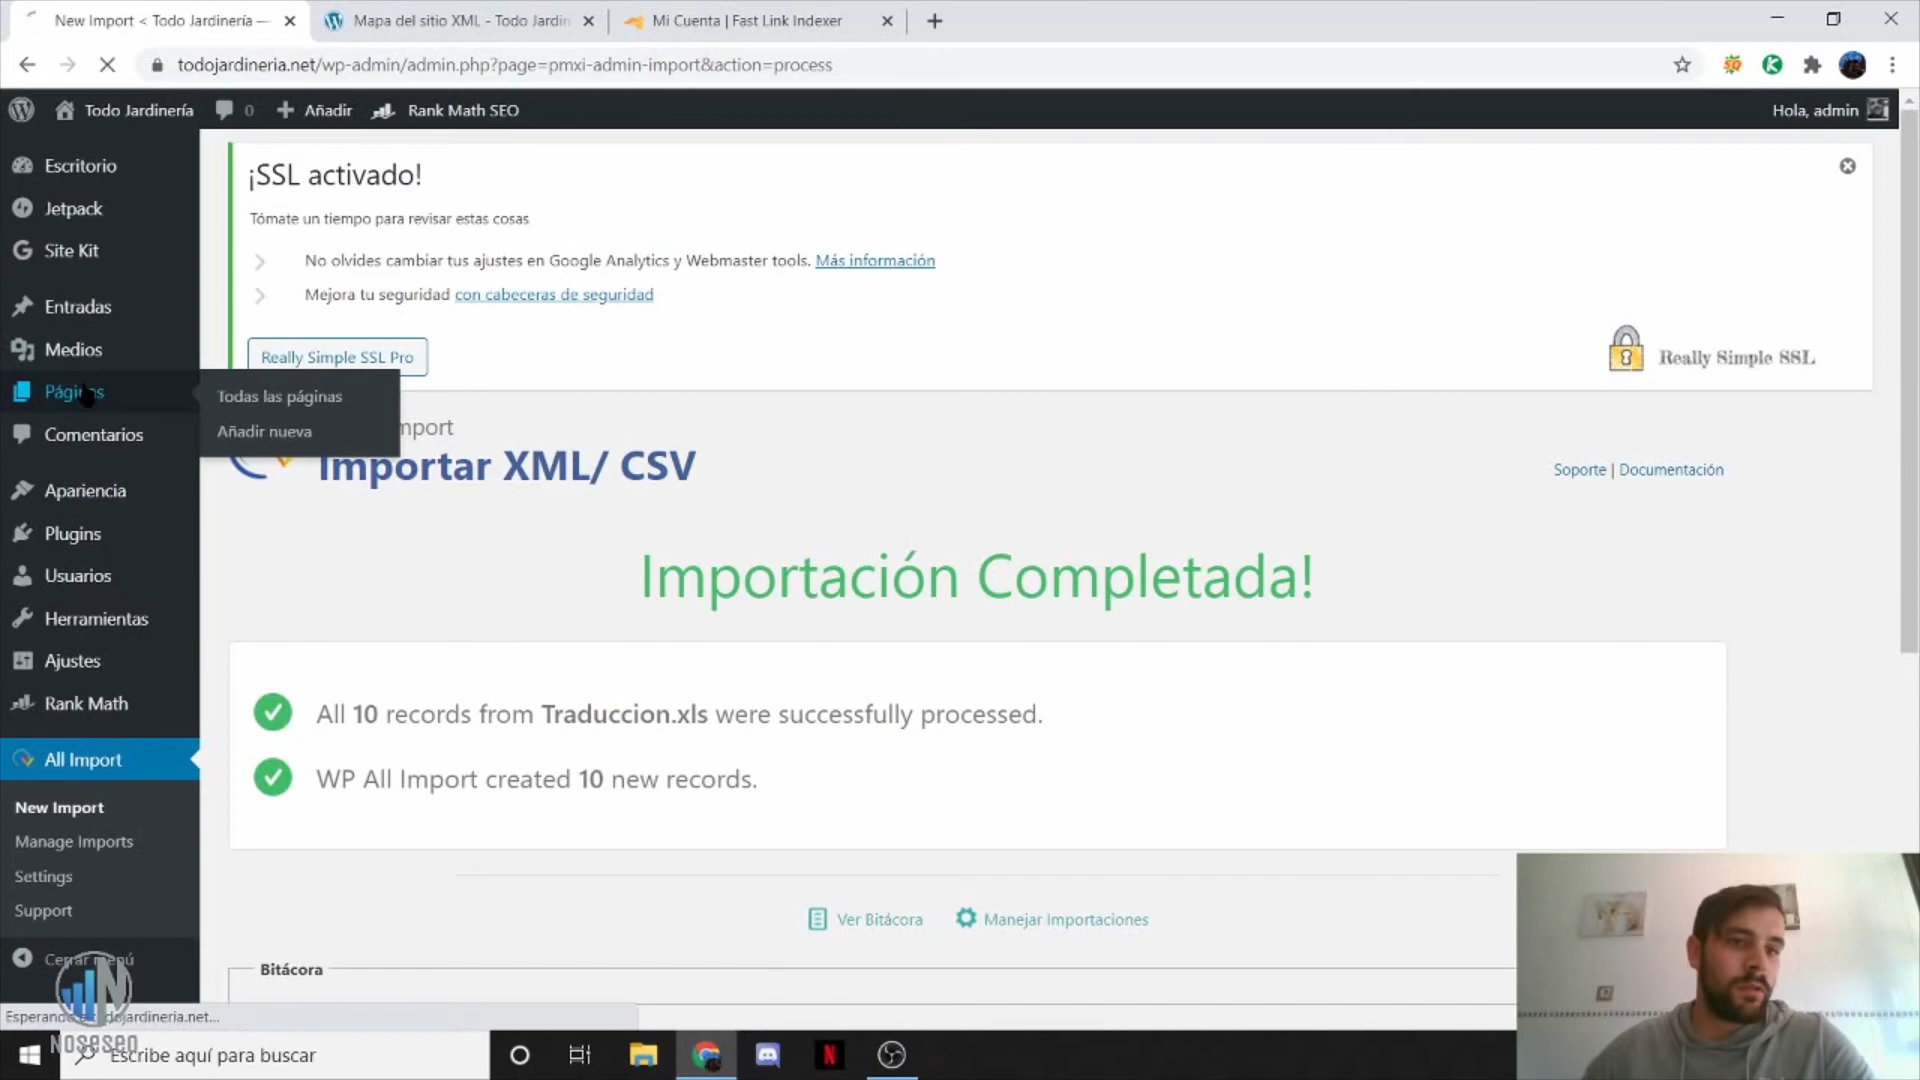 New Import < Todo Jardinería —
Mapa del sitio XML - Todo Jardin
Mi Cuenta | Fast Link Indexer
todojardineria.net/wp-admin/admin.php?page=pmxi-admin-import&action=process
Todo Jardinería
0
Añadir
Rank Math SEO
Hola, admin
Escritorio
Jetpack
Site Kit
Entradas
Medios
Páginas
Comentarios
Apariencia
Plugins
Usuarios
Herramientas
Ajustes
Rank Math
All Import
New Import
Manage Imports
Settings
Support
Cerrar menú
Todas las páginas
Añadir nueva
¡SSL activado!
Tómate un tiempo para revisar estas cosas
No olvides cambiar tus ajustes en Google Analytics y Webmaster tools. Más información
Mejora tu seguridad con cabeceras de seguridad
Really Simple SSL Pro
Really Simple SSL
mport
Importar XML/ CSV
Soporte | Documentación
Importación Completada!
All 10 records from Traduccion.xls were successfully processed.
WP All Import created 10 new records.
Ver Bitácora
Manejar Importaciones
Bitácora
Noseseo
Escribe aquí para buscar